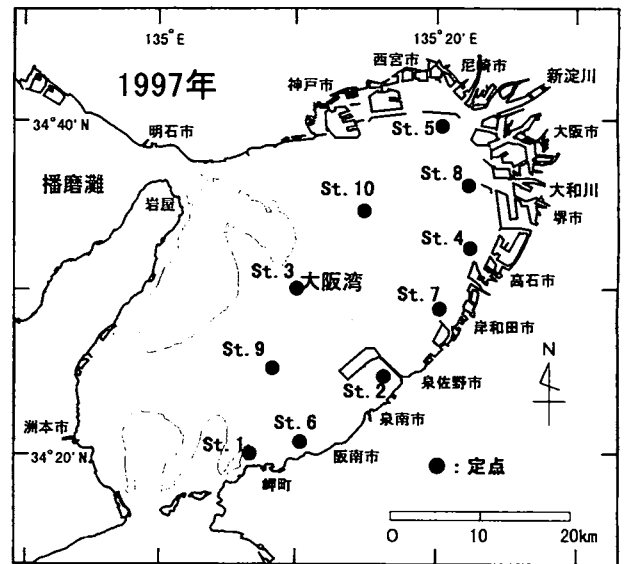 135°E
135°20'E
1997年
西宮市
尼崎市
新淀川
神戸市
34°40'N
明石市
St. 5
大阪市
播磨灘
岩屋
St. 8
大和川
St. 10
堺市
St. 4
高石市
St. 3
大阪湾
St. 7
岸和田市
St. 9
N
St. 2
泉佐野市
泉南市
洲本市
St. 6
St. 1
阪南市
34°20'N
岬町
:定点
0 10 20km